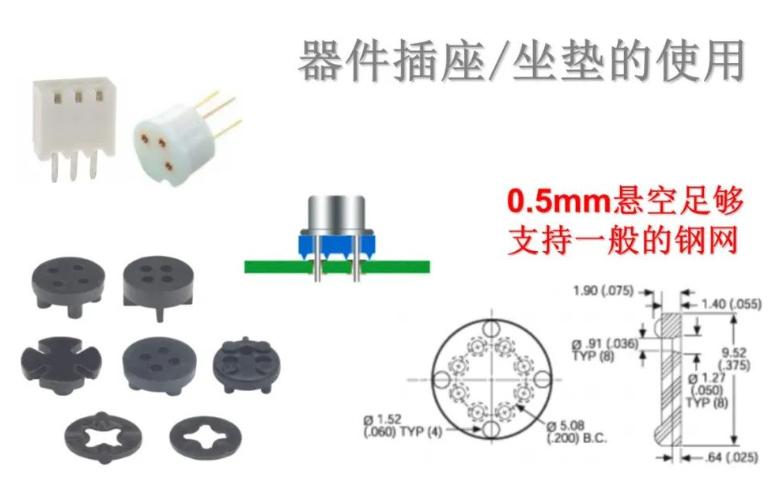 器件插座/坐垫的使用
0.5mm悬空足够
支持一般的钢网
1.90 (.075)
1.40 (.055)
Ø .91 (.036)
TYP (8)
9.52
(.375)
Ø 1.27
(.050)
TYP (8)
Ø 1.52
(.060) TYP (4)
Ø 5.08
(.200) B.C.
.64 (.025)